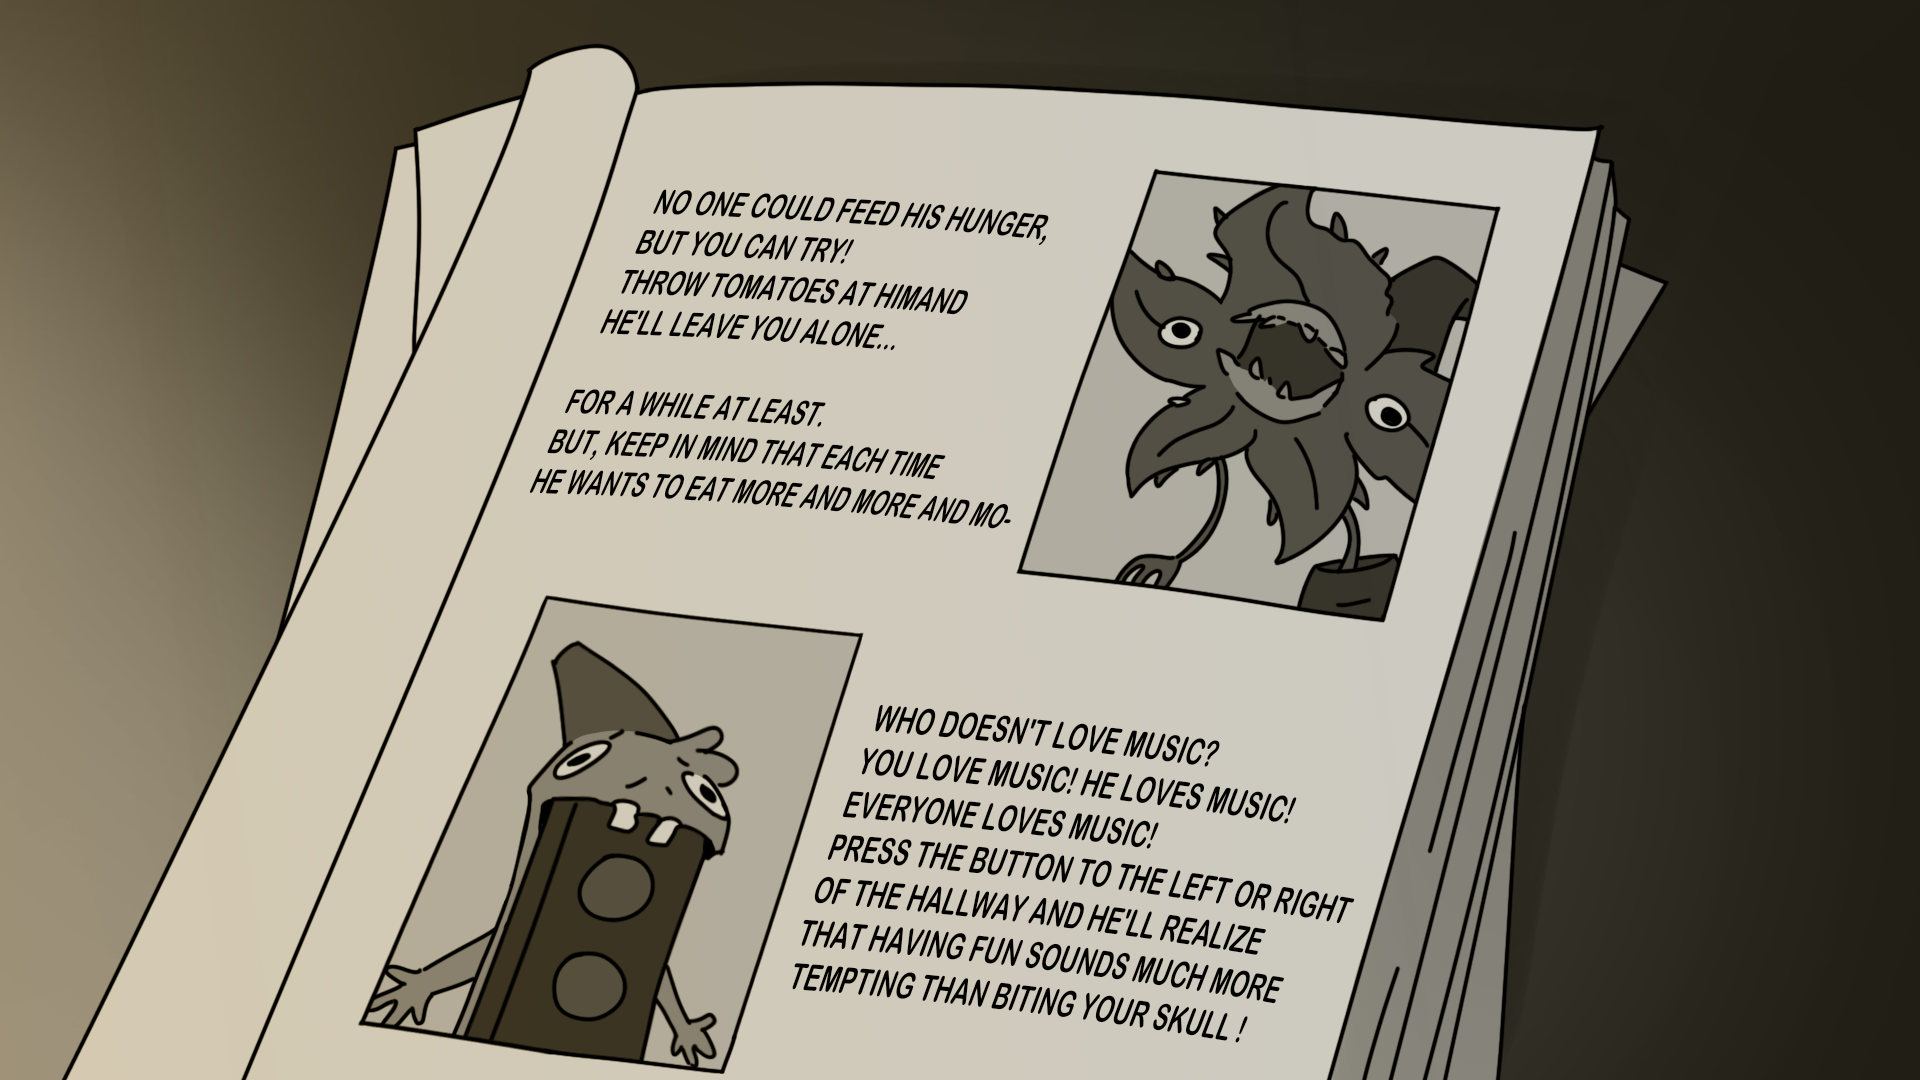 NO ONE COULD FEED HIS HUNGER,
BUT YOU CAN TRY!
THROW TOMATOES AT HIMAND
HE'LL LEAVE YOU ALONE...
FOR A WHILE AT LEAST.
BUT, KEEP IN MIND THAT EACH TIME
HE WANTS TO EAT MORE AND MORE AND MO-
WHO DOESN'T LOVE MUSIC?
YOU LOVE MUSIC! HE LOVES MUSIC!
EVERYONE LOVES MUSIC!
PRESS THE BUTTON TO THE LEFT OR RIGHT
OF THE HALLWAY AND HE'LL REALIZE
THAT HAVING FUN SOUNDS MUCH MORE
TEMPTING THAN BITING YOUR SKULL !